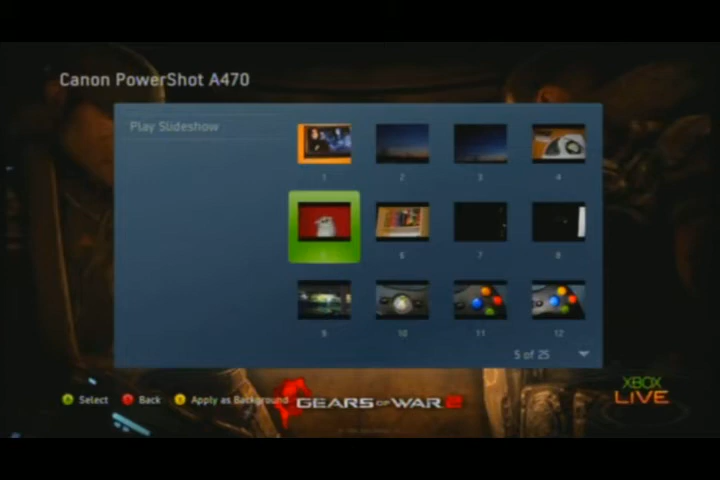 Canon PowerShot A470
Play Slideshow
1 2 3 4
5 6 7 8
9 10 11 12
5 of 25
A Select B Back Y Apply as Background
GEARS OF WAR 2
XBOX
LIVE